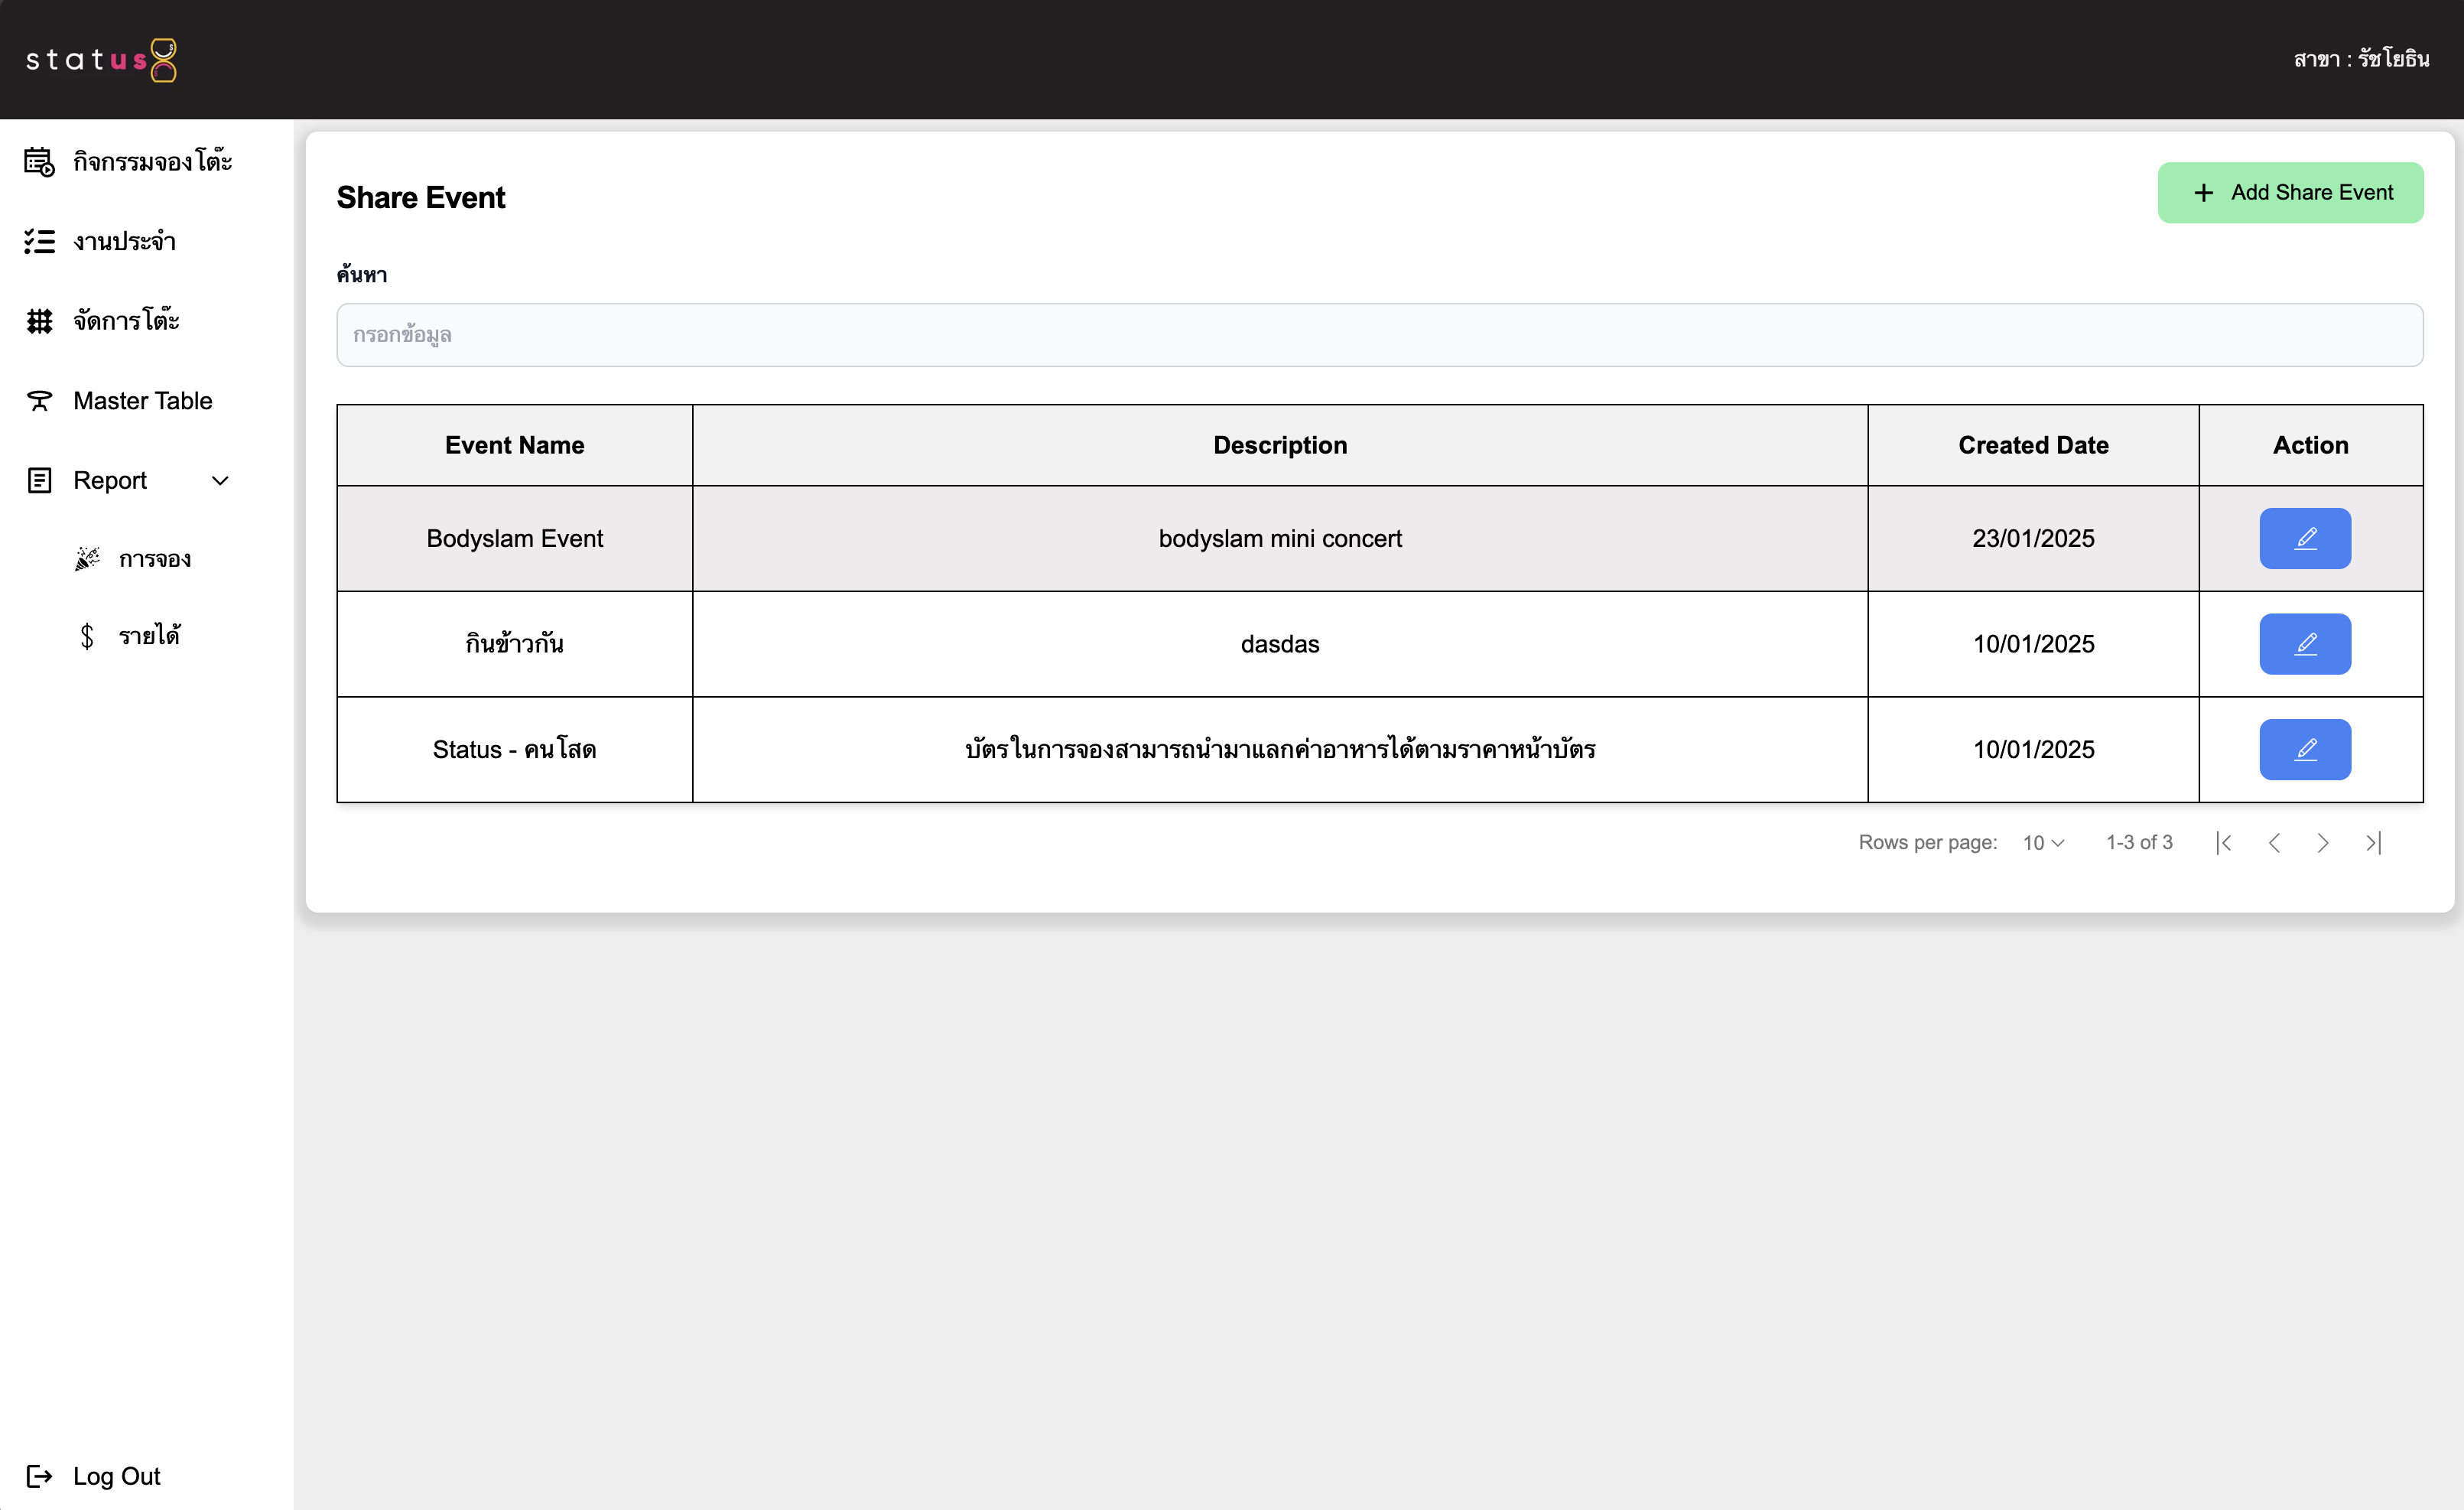 status
สาขา : รัชโยธิน
กิจกรรมจองโต๊ะ
งานประจำ
จัดการโต๊ะ
Master Table
Report
การจอง
รายได้
Log Out
Share Event
+ Add Share Event
ค้นหา
กรอกข้อมูล
Event Name Description Created Date Action
Bodyslam Event bodyslam mini concert 23/01/2025
กินข้าวกัน dasdas 10/01/2025
Status - คนโสด บัตรในการจองสามารถนำมาแลกค่าอาหารได้ตามราคาหน้าบัตร 10/01/2025
Rows per page: 10 1-3 of 3